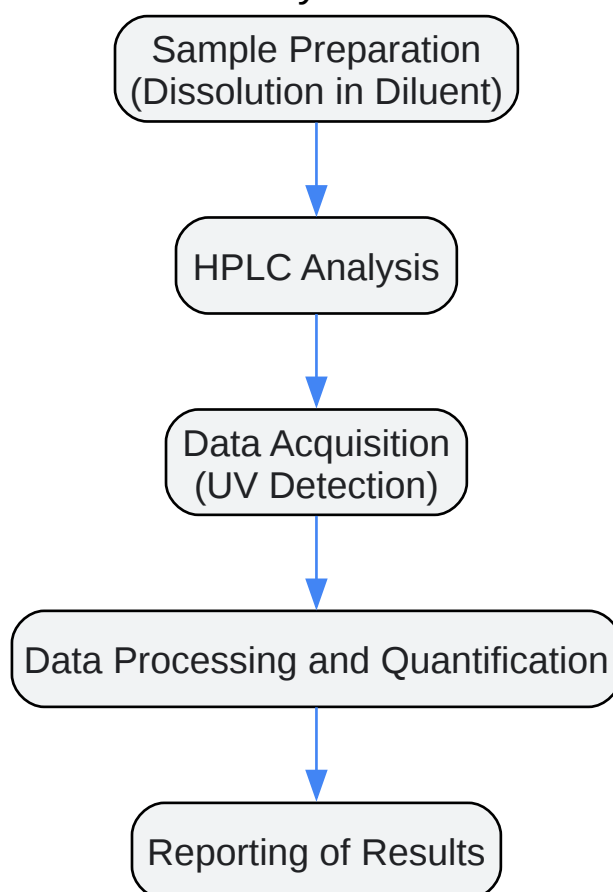 Sample Preparation
(Dissolution in Diluent)
HPLC Analysis
Data Acquisition
(UV Detection)
Data Processing and Quantification
Reporting of Results